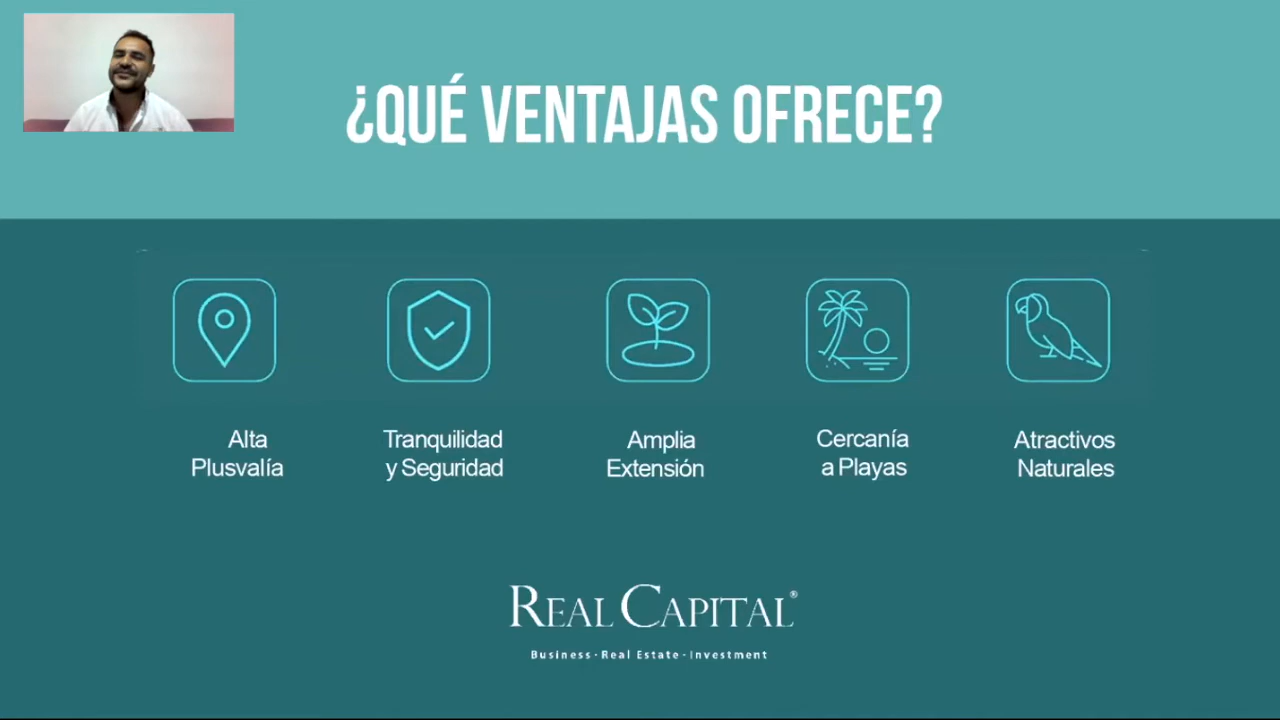 ¿QUÉ VENTAJAS OFRECE?
Alta
Plusvalía
Tranquilidad
y Seguridad
Amplia
Extensión
Cercanía
a Playas
Atractivos
Naturales
REAL CAPITAL®
Business·Real Estate·Investment